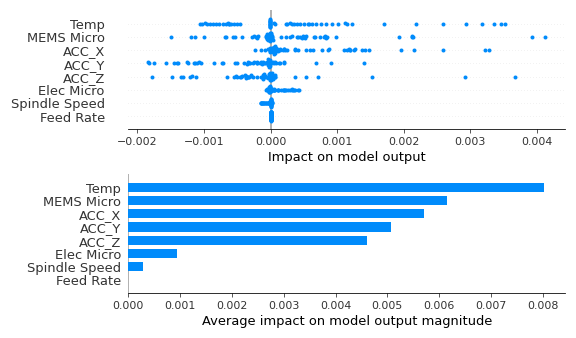 Temp
MEMS Micro
ACC_X
ACC_Y
ACC_Z
Elec Micro
Spindle Speed
Feed Rate
−0.002 −0.001 0.000 0.001 0.002 0.003 0.004
Impact on model output
Temp
MEMS Micro
ACC_X
ACC_Y
ACC_Z
Elec Micro
Spindle Speed
Feed Rate
0.000 0.001 0.002 0.003 0.004 0.005 0.006 0.007 0.008
Average impact on model output magnitude